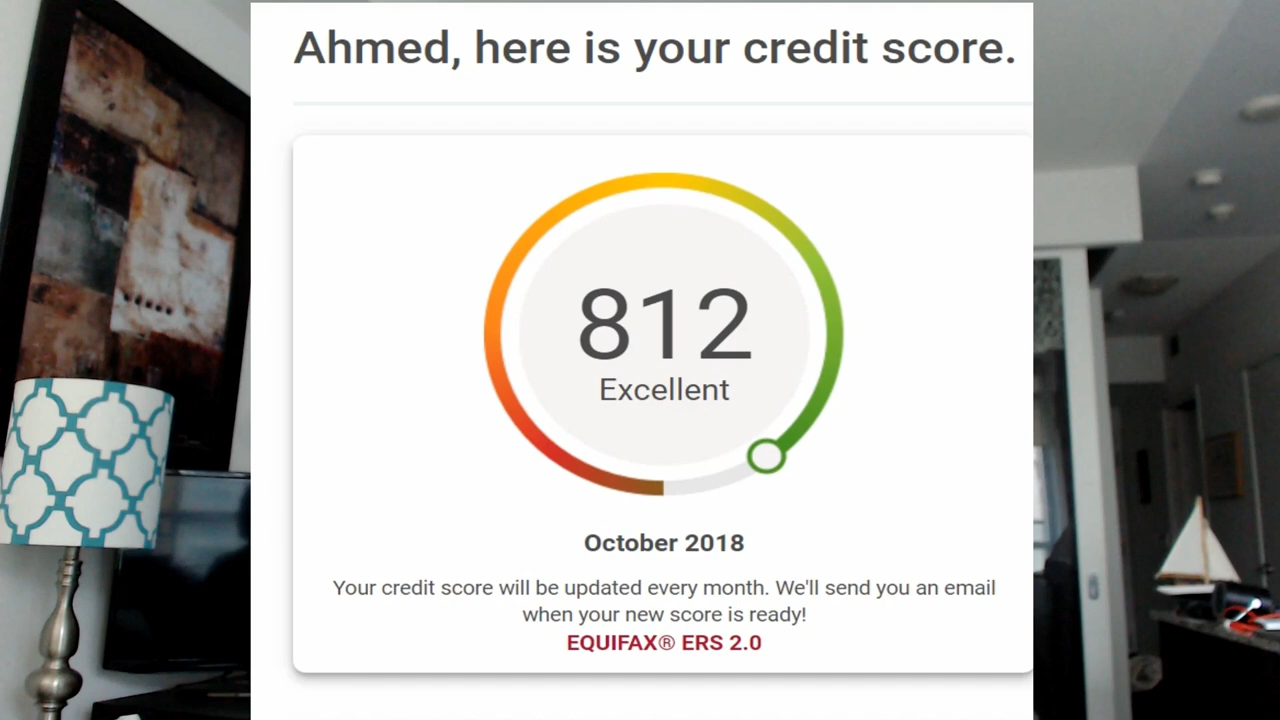 Ahmed, here is your credit score.
812
Excellent
October 2018
Your credit score will be updated every month. We'll send you an email
when your new score is ready!
EQUIFAX® ERS 2.0